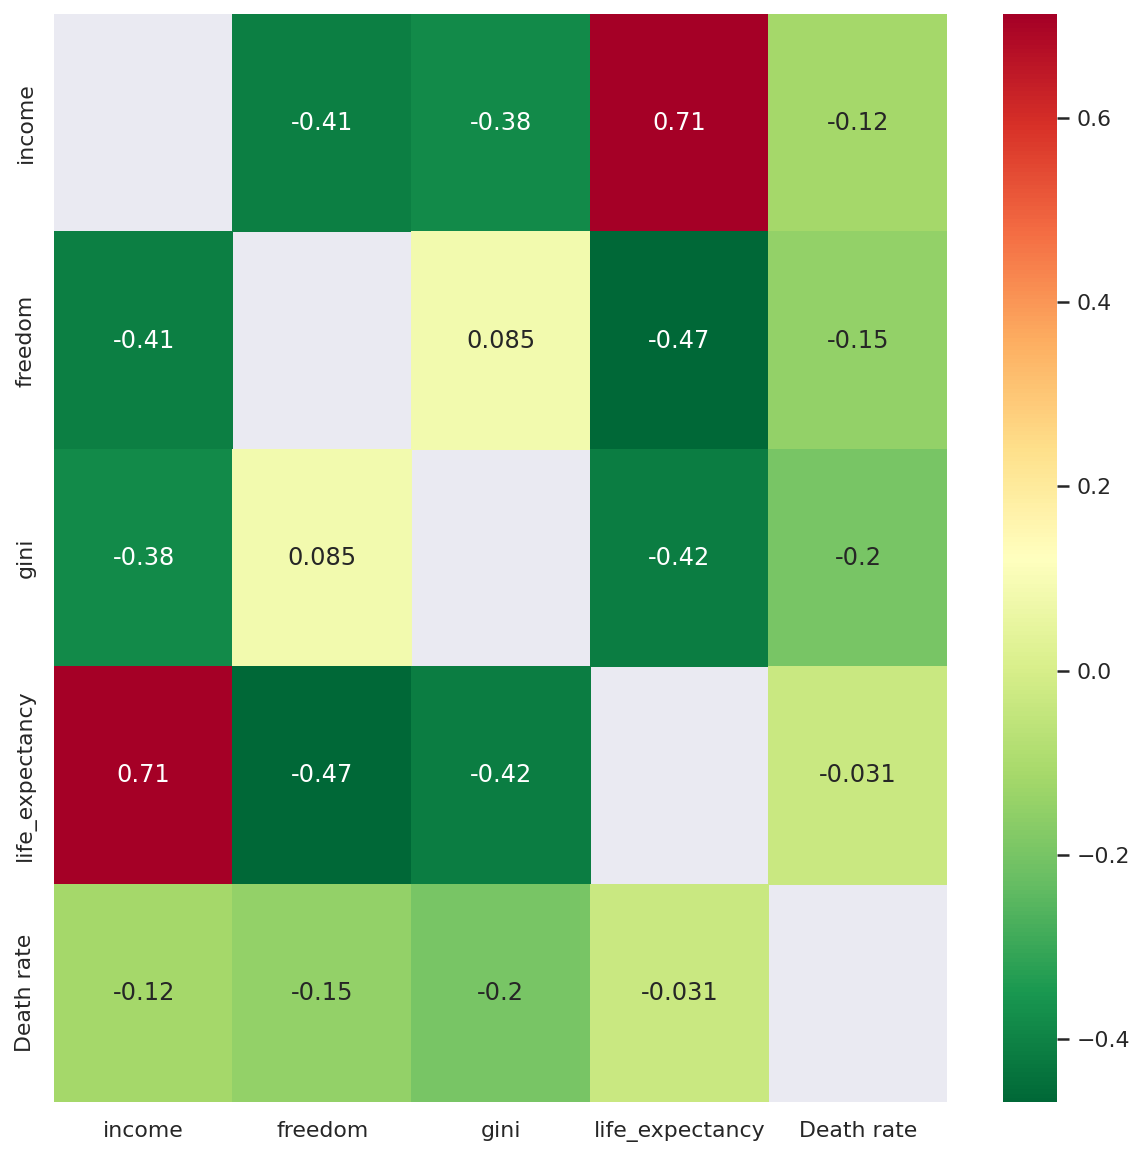 income
-0.41
-0.38
0.71
-0.12
freedom
-0.41
0.085
-0.47
-0.15
gini
-0.38
0.085
-0.42
-0.2
life_expectancy
0.71
-0.47
-0.42
-0.031
Death rate
-0.12
-0.15
-0.2
-0.031
income
freedom
gini
life_expectancy
Death rate
0.6
0.4
0.2
0.0
−0.2
−0.4